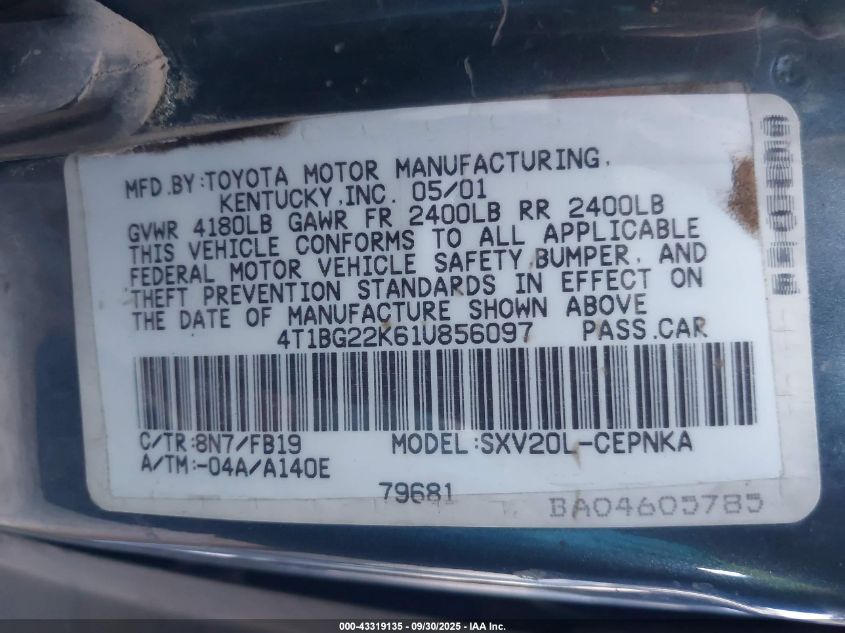 MFD.BY:TOYOTA MOTOR MANUFACTURING,
KENTUCKY,INC. 05/01
GVWR 4180LB GAWR FR 2400LB RR 2400LB
THIS VEHICLE CONFORMS TO ALL APPLICABLE
FEDERAL MOTOR VEHICLE SAFETY,BUMPER, AND
THEFT PREVENTION STANDARDS IN EFFECT ON
THE DATE OF MANUFACTURE SHOWN ABOVE
4T1BG22K61U856097 PASS.CAR
C/TR:8N7/FB19 MODEL:SXV20L-CEPNKA
A/TM:-04A/A140E
79681
BA04605785
000-43319135 - 09/30/2025 - IAA Inc.